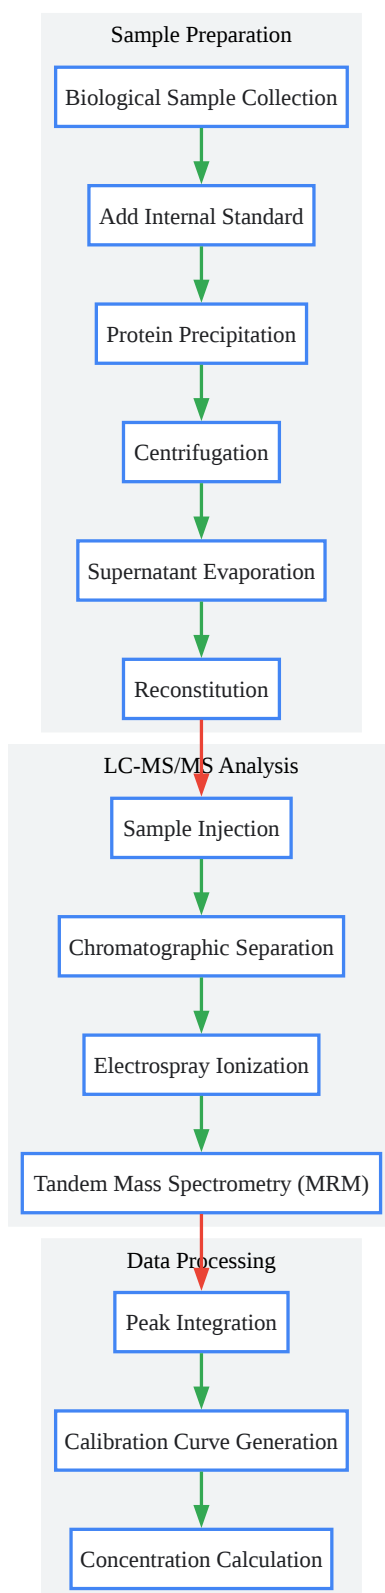 Sample Preparation
Biological Sample Collection
Add Internal Standard
Protein Precipitation
Centrifugation
Supernatant Evaporation
Reconstitution
LC-MS/MS Analysis
Sample Injection
Chromatographic Separation
Electrospray Ionization
Tandem Mass Spectrometry (MRM)
Data Processing
Peak Integration
Calibration Curve Generation
Concentration Calculation